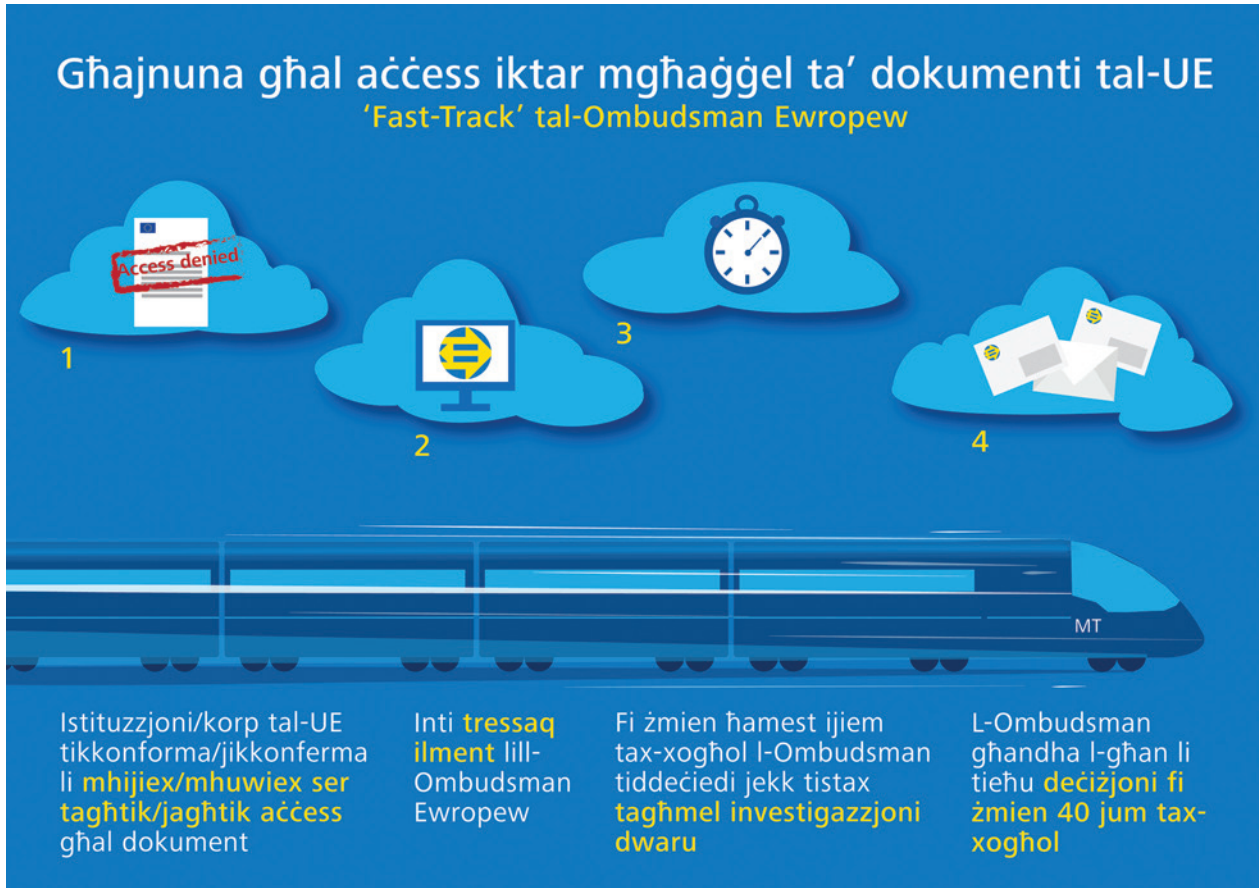 Għajnuna għal aċċess iktar mgħaġġel ta' dokumenti tal-UE
'Fast-Track' tal-Ombudsman Ewropew
Access denied
1
2
3
4
MT
Istituzzjoni/korp tal-UE
tikkonforma/jikkonferma
li mhijiex/mhuwiex ser
tagħtik/jagħtik aċċess
għal dokument
Inti tressaq
ilment lill-
Ombudsman
Ewropew
Fi żmien ħamest ijiem
tax-xogħol l-Ombudsman
tiddeċiedi jekk tistax
tagħmel investigazzjoni
dwaru
L-Ombudsman
għandha l-għan li
tieħu deċiżjoni fi
żmien 40 jum tax-
xogħol